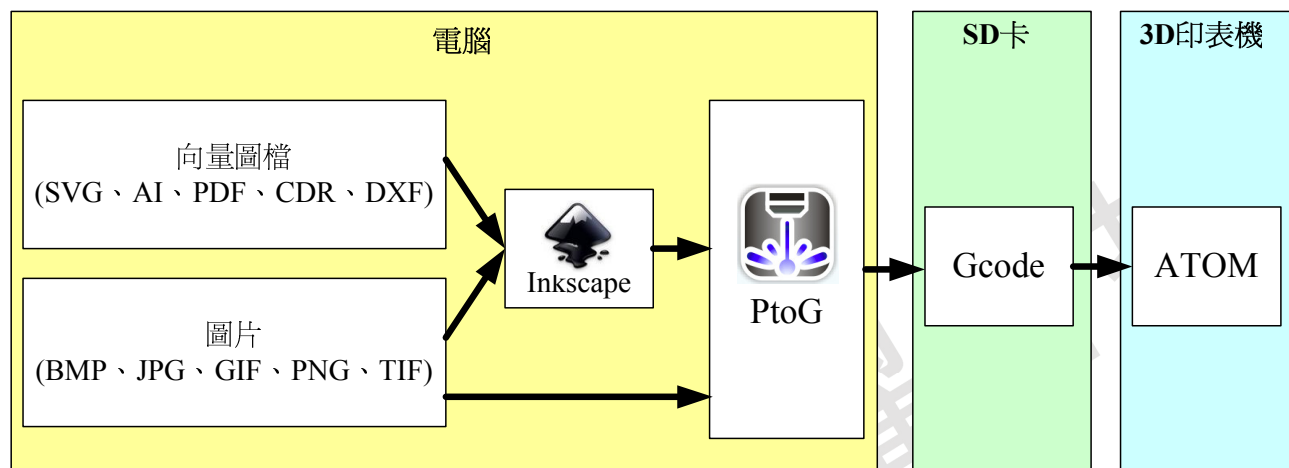 電腦
向量圖檔
(SVG、AI、PDF、CDR、DXF)
圖片
(BMP、JPG、GIF、PNG、TIF)
Inkscape
PtoG
SD卡
Gcode
3D印表機
ATOM